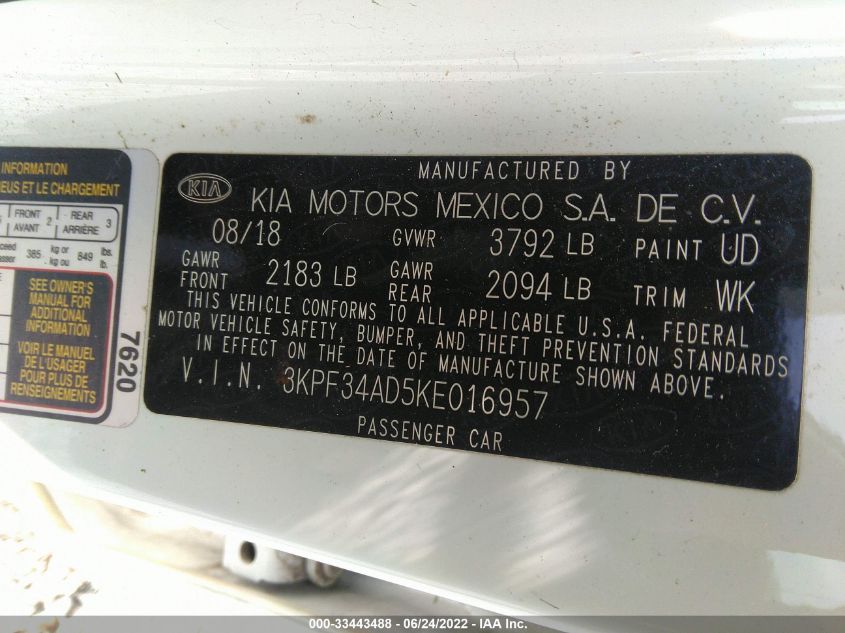 INFORMATION
EUS ET LE CHARGEMENT
FRONT 2 REAR 3
AVANT ARRIÈRE
385 kg or 849 lbs.
kg ou lb.
SEE OWNER'S
MANUAL FOR
ADDITIONAL
INFORMATION
VOIR LE MANUEL
DE L'USAGER
POUR PLUS DE
RENSEIGNEMENTS
7620
MANUFACTURED BY
KIA KIA MOTORS MEXICO S.A. DE C.V.
08/18 GVWR 3792 LB PAINT UD
GAWR FRONT 2183 LB GAWR REAR 2094 LB TRIM WK
THIS VEHICLE CONFORMS TO ALL APPLICABLE U.S.A. FEDERAL
MOTOR VEHICLE SAFETY, BUMPER, AND THEFT PREVENTION STANDARDS
IN EFFECT ON THE DATE OF MANUFACTURE SHOWN ABOVE.
V.I.N. 3KPF34AD5KE016957
PASSENGER CAR
000-33443488 - 06/24/2022 - IAA Inc.